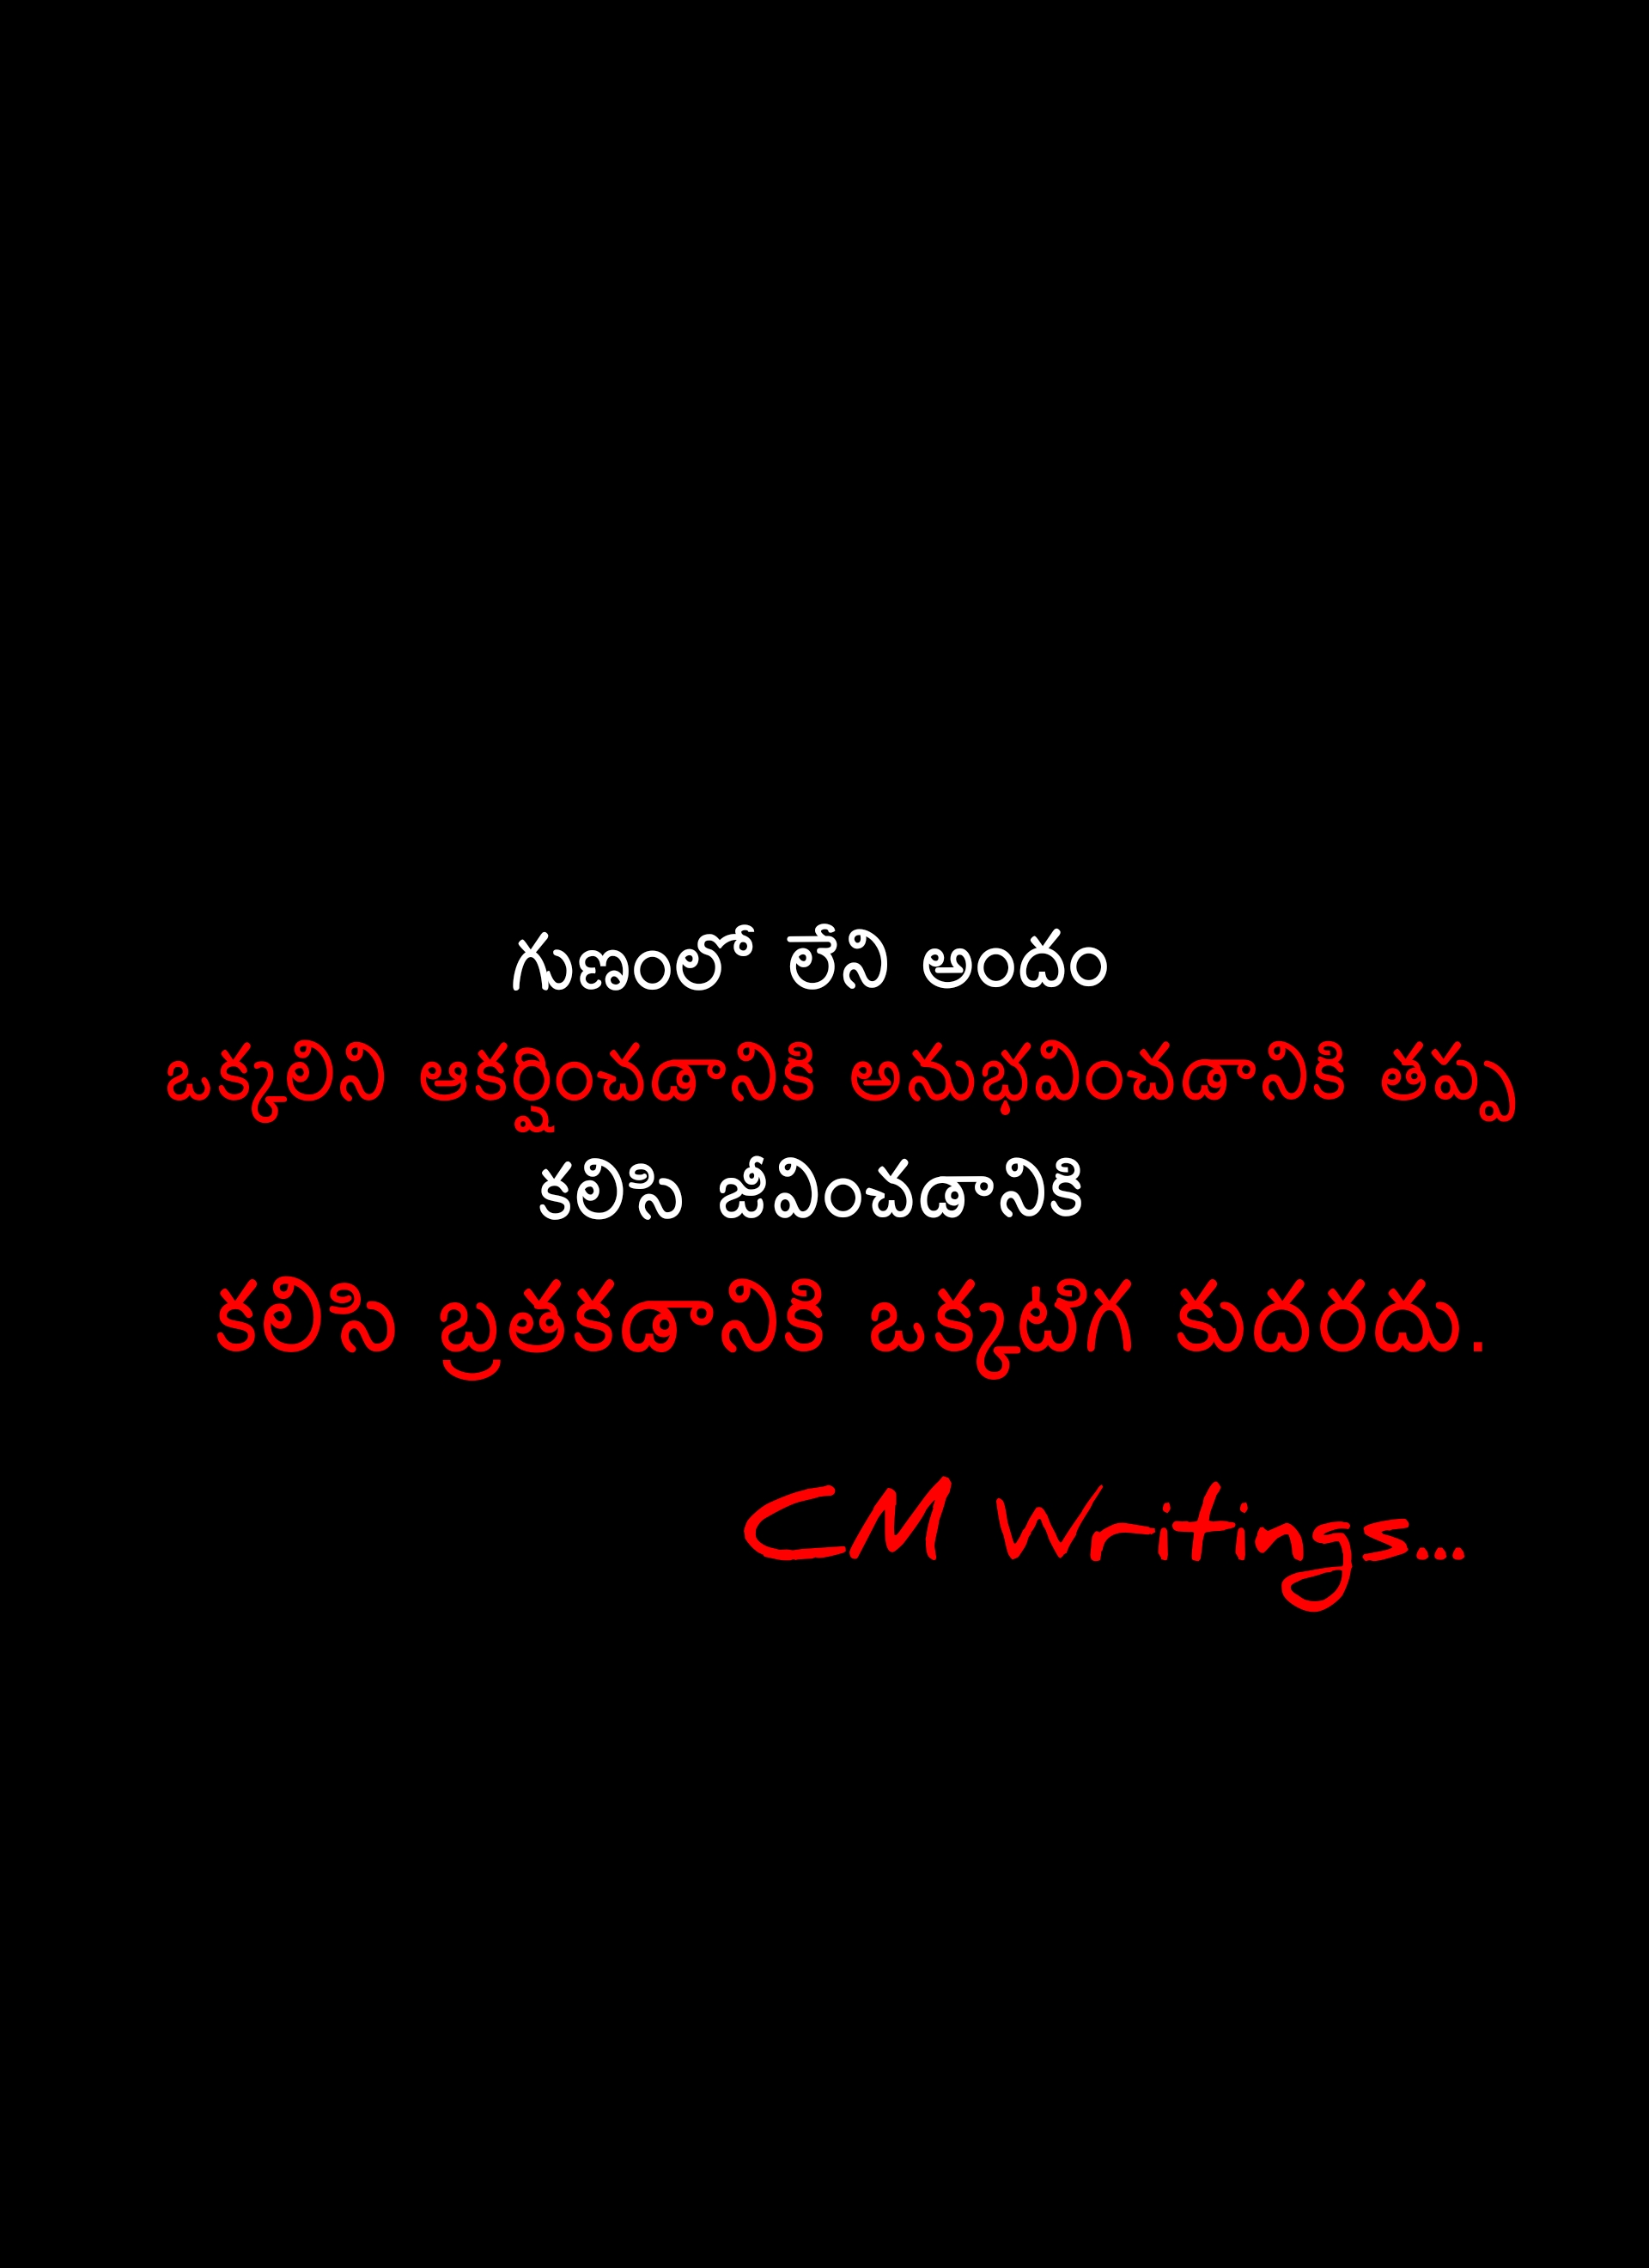 గుణంలో లేని అందం
ఒక్కలిని ఆకర్షించడానికి అనుభవించడానికి తప్ప
కలిసి జీవించడానికి
కలిసి బ్రతకడానికి ఒక్కటిగ కుదరదు.
CM Writings...